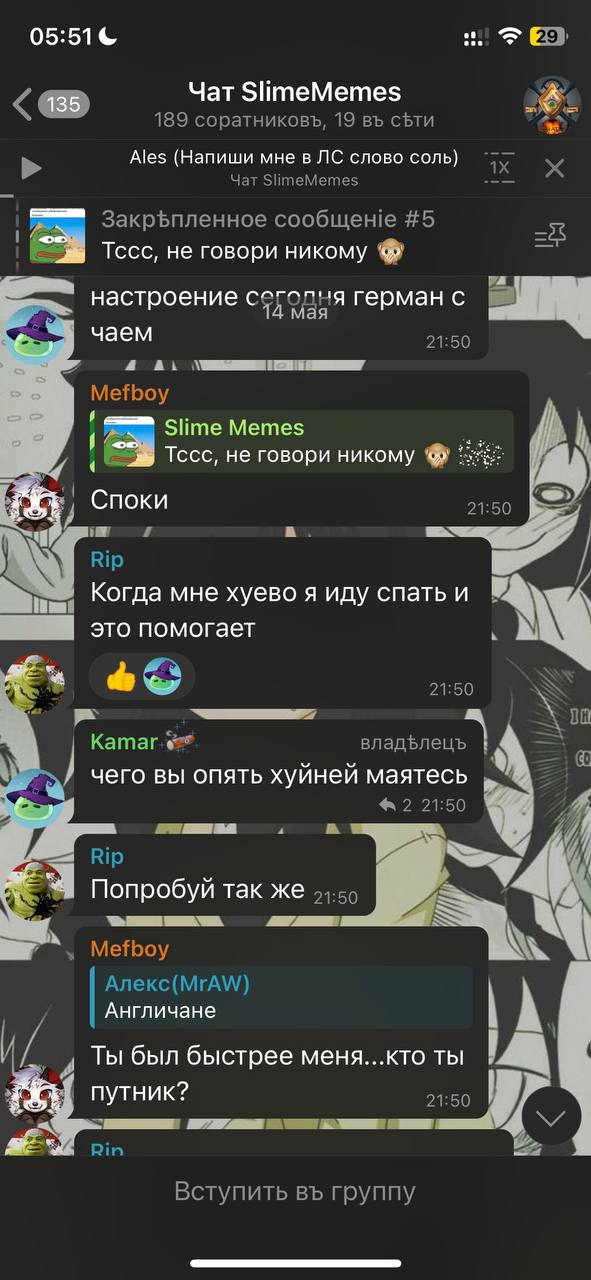 05:51
29
135
Чат SlimeMemes
189 соратниковъ, 19 въ сѣти
Ales (Напиши мне в ЛС слово соль)
Чат SlimeMemes
1X
Закрѣпленное сообщеніе #5
Тссс, не говори никому 🙊
настроение сегодня герман с
14 мая
чаем
21:50
Mefboy
Slime Memes
Тссс, не говори никому 🙊
Споки
21:50
Rip
Когда мне хуево я иду спать и
это помогает
👍
21:50
Kamar
владѣлецъ
чего вы опять хуйней маятесь
2 21:50
Rip
Попробуй так же 21:50
Mefboy
Алекс(MrAW)
Англичане
Ты был быстрее меня...кто ты
путник?
21:50
Rip
Вступить въ группу